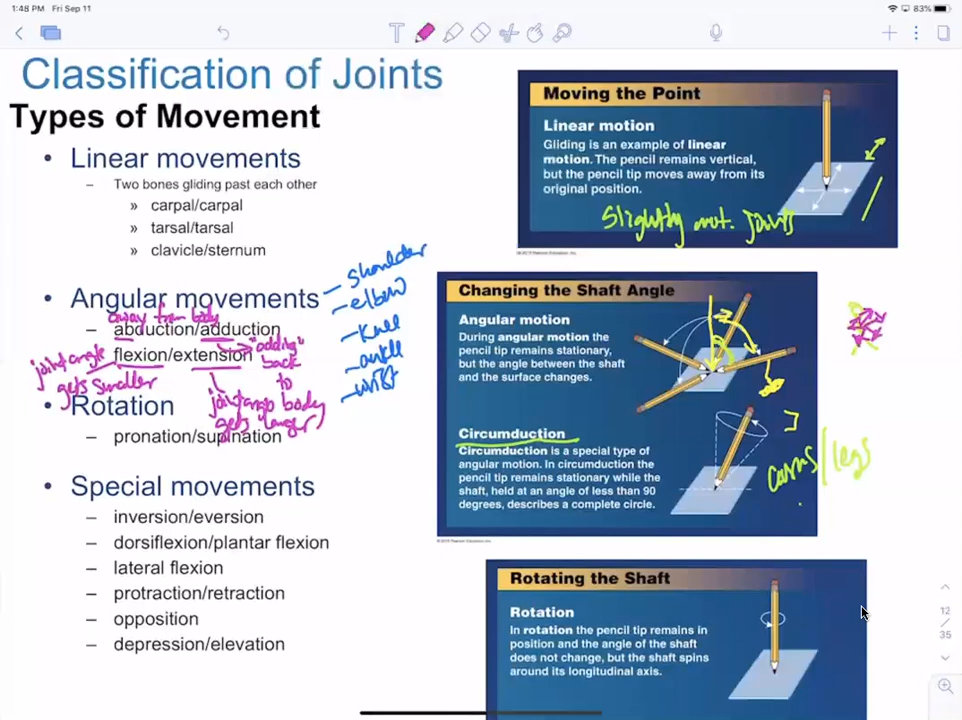 1:48 PM Fri Sep 11
83%
Classification of Joints
Types of Movement
• Linear movements
– Two bones gliding past each other
» carpal/carpal
» tarsal/tarsal
» clavicle/sternum
• Angular movements
away from body
– abduction/adduction
"adding"
back
to
body
– flexion/extension
joint angle
gets smaller
joint angle
gets larger
- shoulder
- elbow
- knee
- ankle
- wrist
• Rotation
– pronation/supination
• Special movements
– inversion/eversion
– dorsiflexion/plantar flexion
– lateral flexion
– protraction/retraction
– opposition
– depression/elevation
Moving the Point
Linear motion
Gliding is an example of linear
motion. The pencil remains vertical,
but the pencil tip moves away from its
original position.
Slightly mot. joints
Changing the Shaft Angle
Angular motion
During angular motion the
pencil tip remains stationary,
but the angle between the shaft
and the surface changes.
Circumduction
Circumduction is a special type of
angular motion. In circumduction the
pencil tip remains stationary while the
shaft, held at an angle of less than 90
degrees, describes a complete circle.
arms/legs
Rotating the Shaft
Rotation
In rotation the pencil tip remains in
position and the angle of the shaft
does not change, but the shaft spins
around its longitudinal axis.
12
/
35